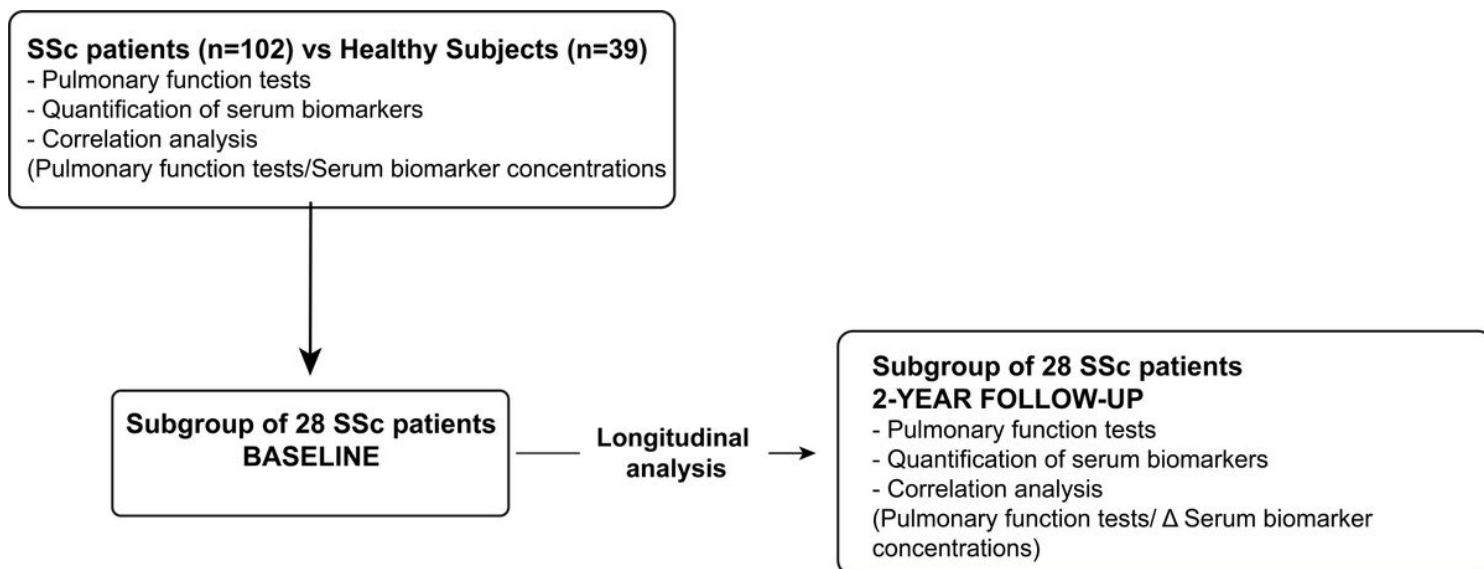 SSc patients (n=102) vs Healthy Subjects (n=39)
- Pulmonary function tests
- Quantification of serum biomarkers
- Correlation analysis
(Pulmonary function tests/Serum biomarker concentrations
Subgroup of 28 SSc patients
BASELINE
Longitudinal
analysis
Subgroup of 28 SSc patients
2-YEAR FOLLOW-UP
- Pulmonary function tests
- Quantification of serum biomarkers
- Correlation analysis
(Pulmonary function tests/ Δ Serum biomarker
concentrations)